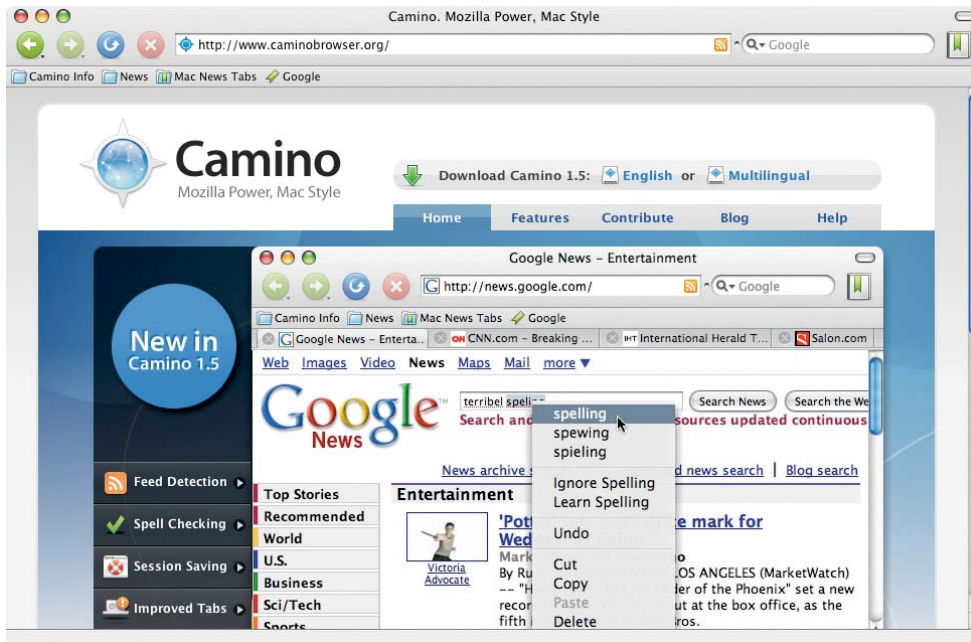 Camino. Mozilla Power, Mac Style
http://www.caminobrowser.org/
Google
Camino Info News Mac News Tabs Google
Camino
Mozilla Power, Mac Style
Download Camino 1.5: English or Multilingual
Home Features Contribute Blog Help
New in
Camino 1.5
Feed Detection
Spell Checking
Session Saving
Improved Tabs
Google News – Entertainment
G http://news.google.com/
Google
Camino Info News Mac News Tabs Google
G Google News – Enterta.. CNN CNN.com – Breaking ... IHT International Herald T... S Salon.com
Web Images Video News Maps Mail more ▼
Google™
News
terribel speling
Search News Search the We
Search and sources updated continuous
News archive s d news search | Blog search
Top Stories
Recommended
World
U.S.
Business
Sci/Tech
Sports
Entertainment
Victoria
Advocate
'Pott e mark for
Wed
Mark o
By Ru LOS ANGELES (MarketWatch)
-- "H der of the Phoenix" set a new
recor ut at the box office, as the
fifth Bros.
spelling
spewing
spieling
Ignore Spelling
Learn Spelling
Undo
Cut
Copy
Paste
Delete